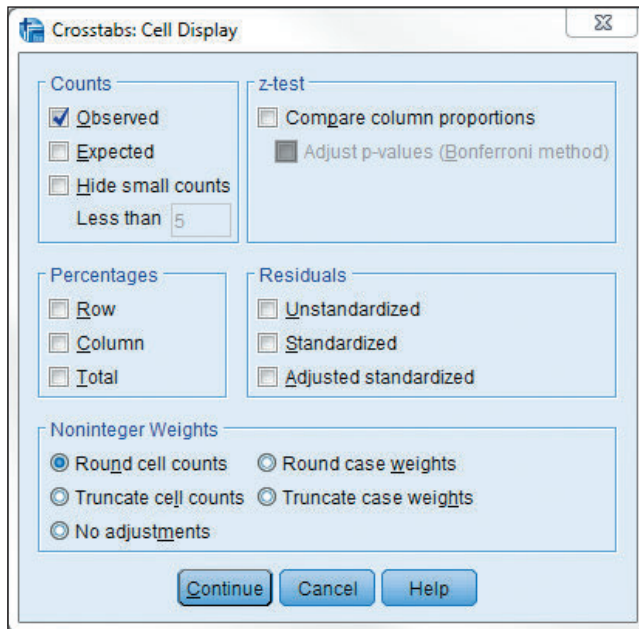 Crosstabs: Cell Display
Counts
Observed
Expected
Hide small counts
Less than 5
z-test
Compare column proportions
Adjust p-values (Bonferroni method)
Percentages
Row
Column
Total
Residuals
Unstandardized
Standardized
Adjusted standardized
Noninteger Weights
Round cell counts Round case weights
Truncate cell counts Truncate case weights
No adjustments
Continue Cancel Help